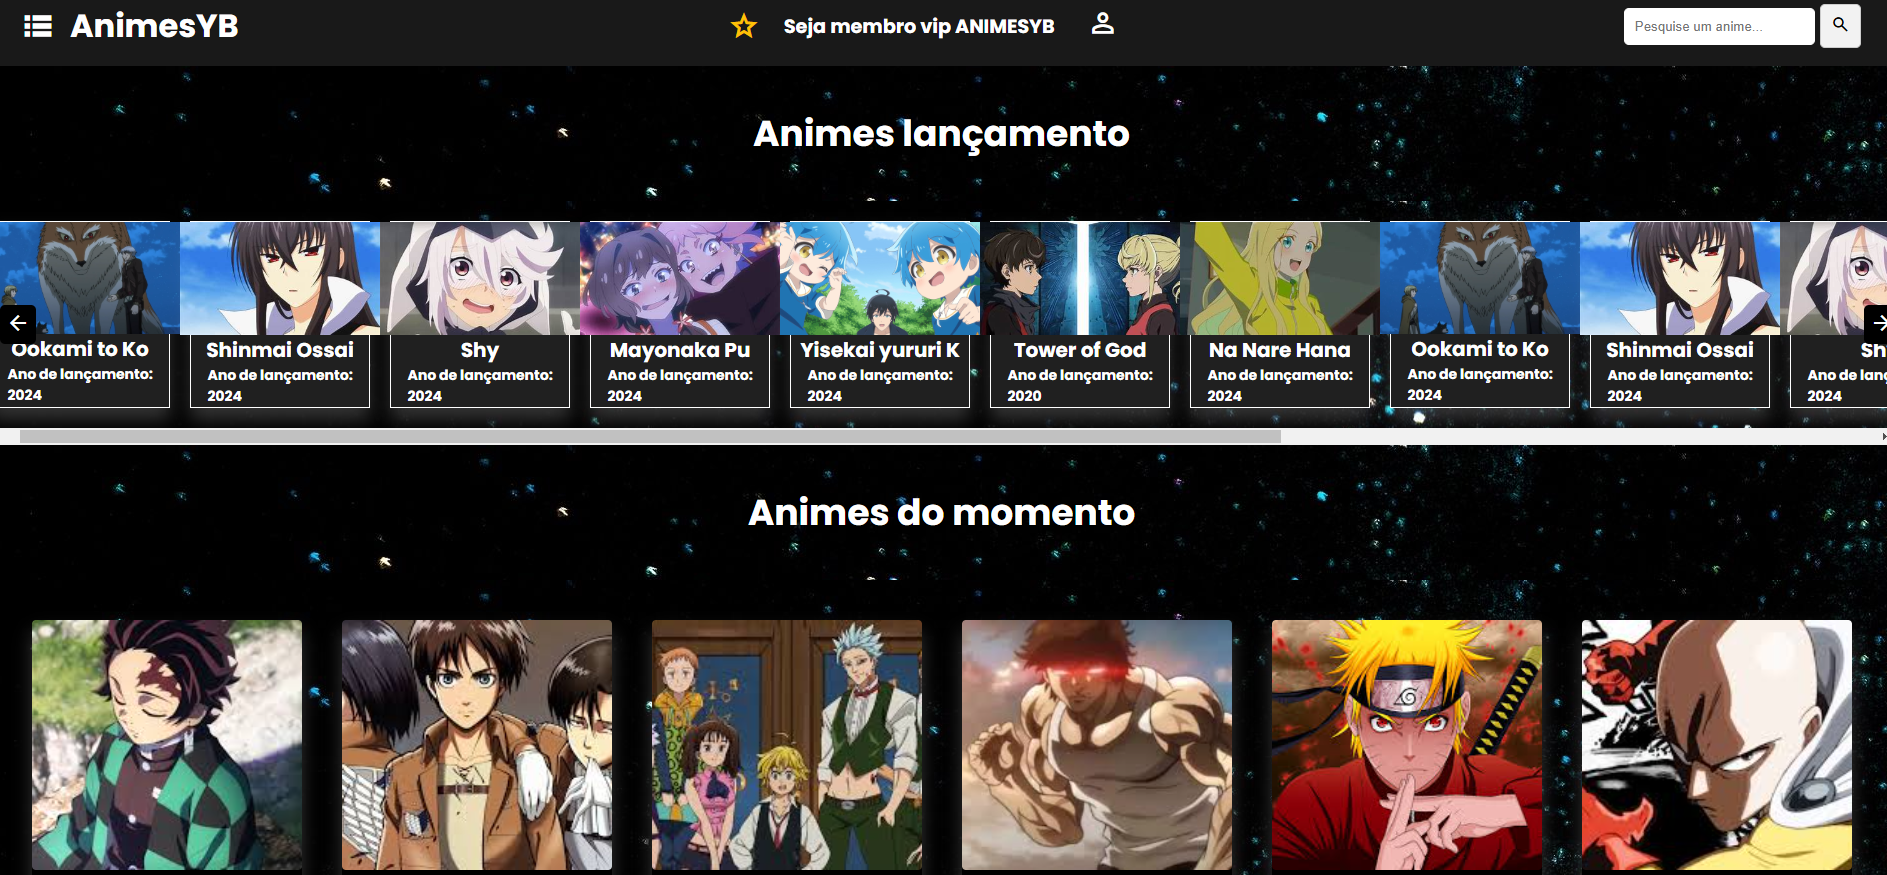 AnimesYB
Seja membro vip ANIMESYB
Pesquise um anime...
Animes lançamento
Ookami to Ko
Ano de lançamento:
2024
Shinmai Ossai
Ano de lançamento:
2024
Shy
Ano de lançamento:
2024
Mayonaka Pu
Ano de lançamento:
2024
Yisekai yururi K
Ano de lançamento:
2024
Tower of God
Ano de lançamento:
2020
Na Nare Hana
Ano de lançamento:
2024
Ookami to Ko
Ano de lançamento:
2024
Shinmai Ossai
Ano de lançamento:
2024
Sh
Ano de lanç
2024
Animes do momento